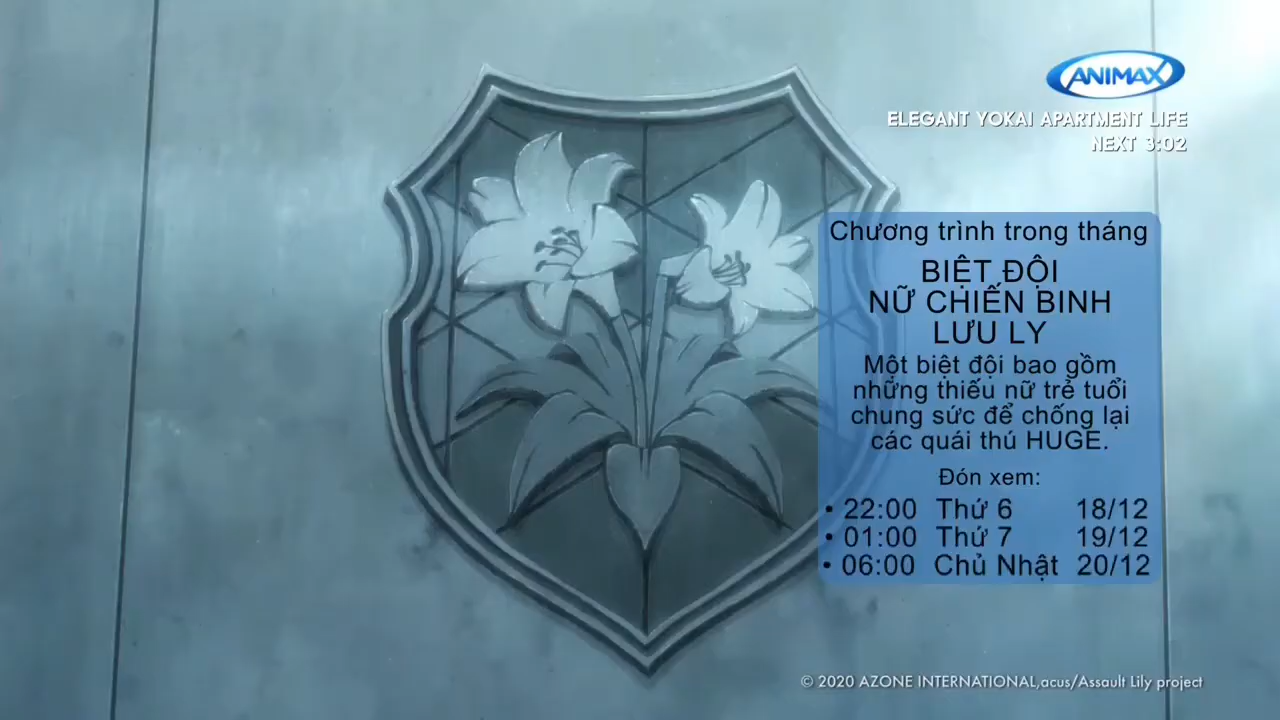 ANIMAX
ELEGANT YOKAI APARTMENT LIFE
NEXT 3:02
Chương trình trong tháng
BIỆT ĐỘI
NỮ CHIẾN BINH
LƯU LY
Một biệt đội bao gồm
những thiếu nữ trẻ tuổi
chung sức để chống lại
các quái thú HUGE.
Đón xem:
• 22:00 Thứ 6 18/12
• 01:00 Thứ 7 19/12
• 06:00 Chủ Nhật 20/12
© 2020 AZONE INTERNATIONAL,acus/Assault Lily project